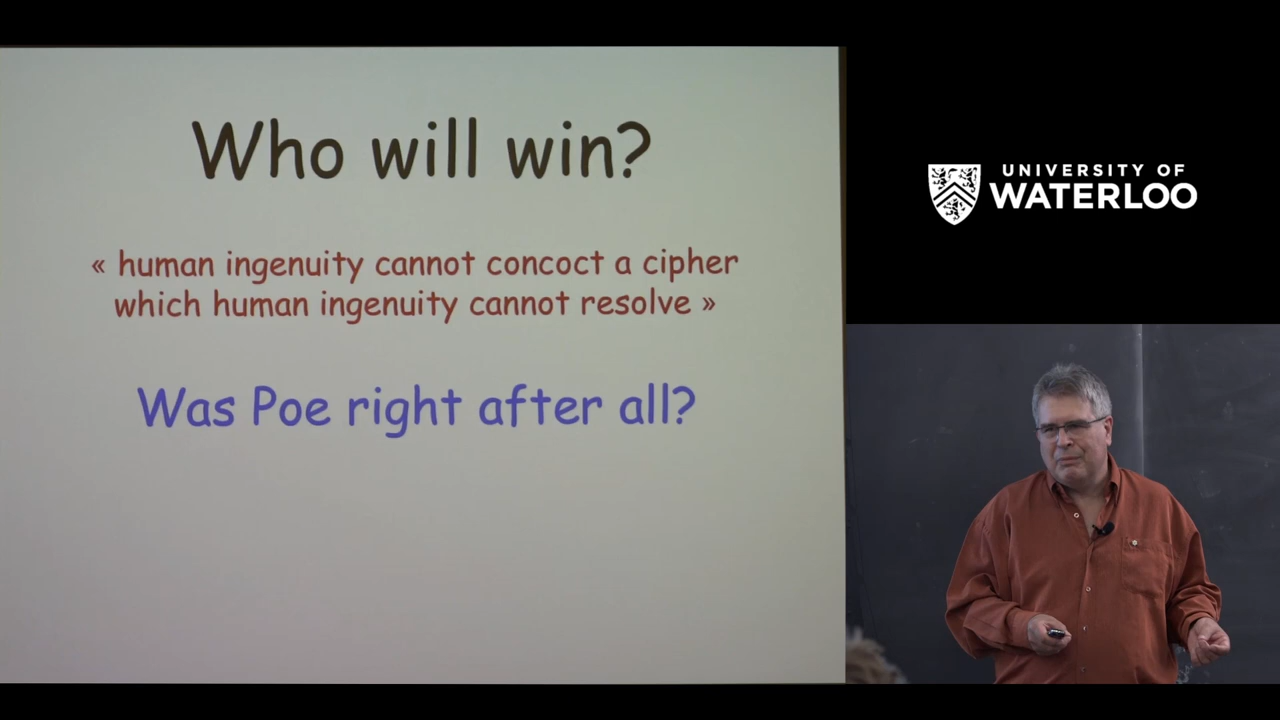 Who will win?
« human ingenuity cannot concoct a cipher
which human ingenuity cannot resolve »
Was Poe right after all?
UNIVERSITY OF
WATERLOO